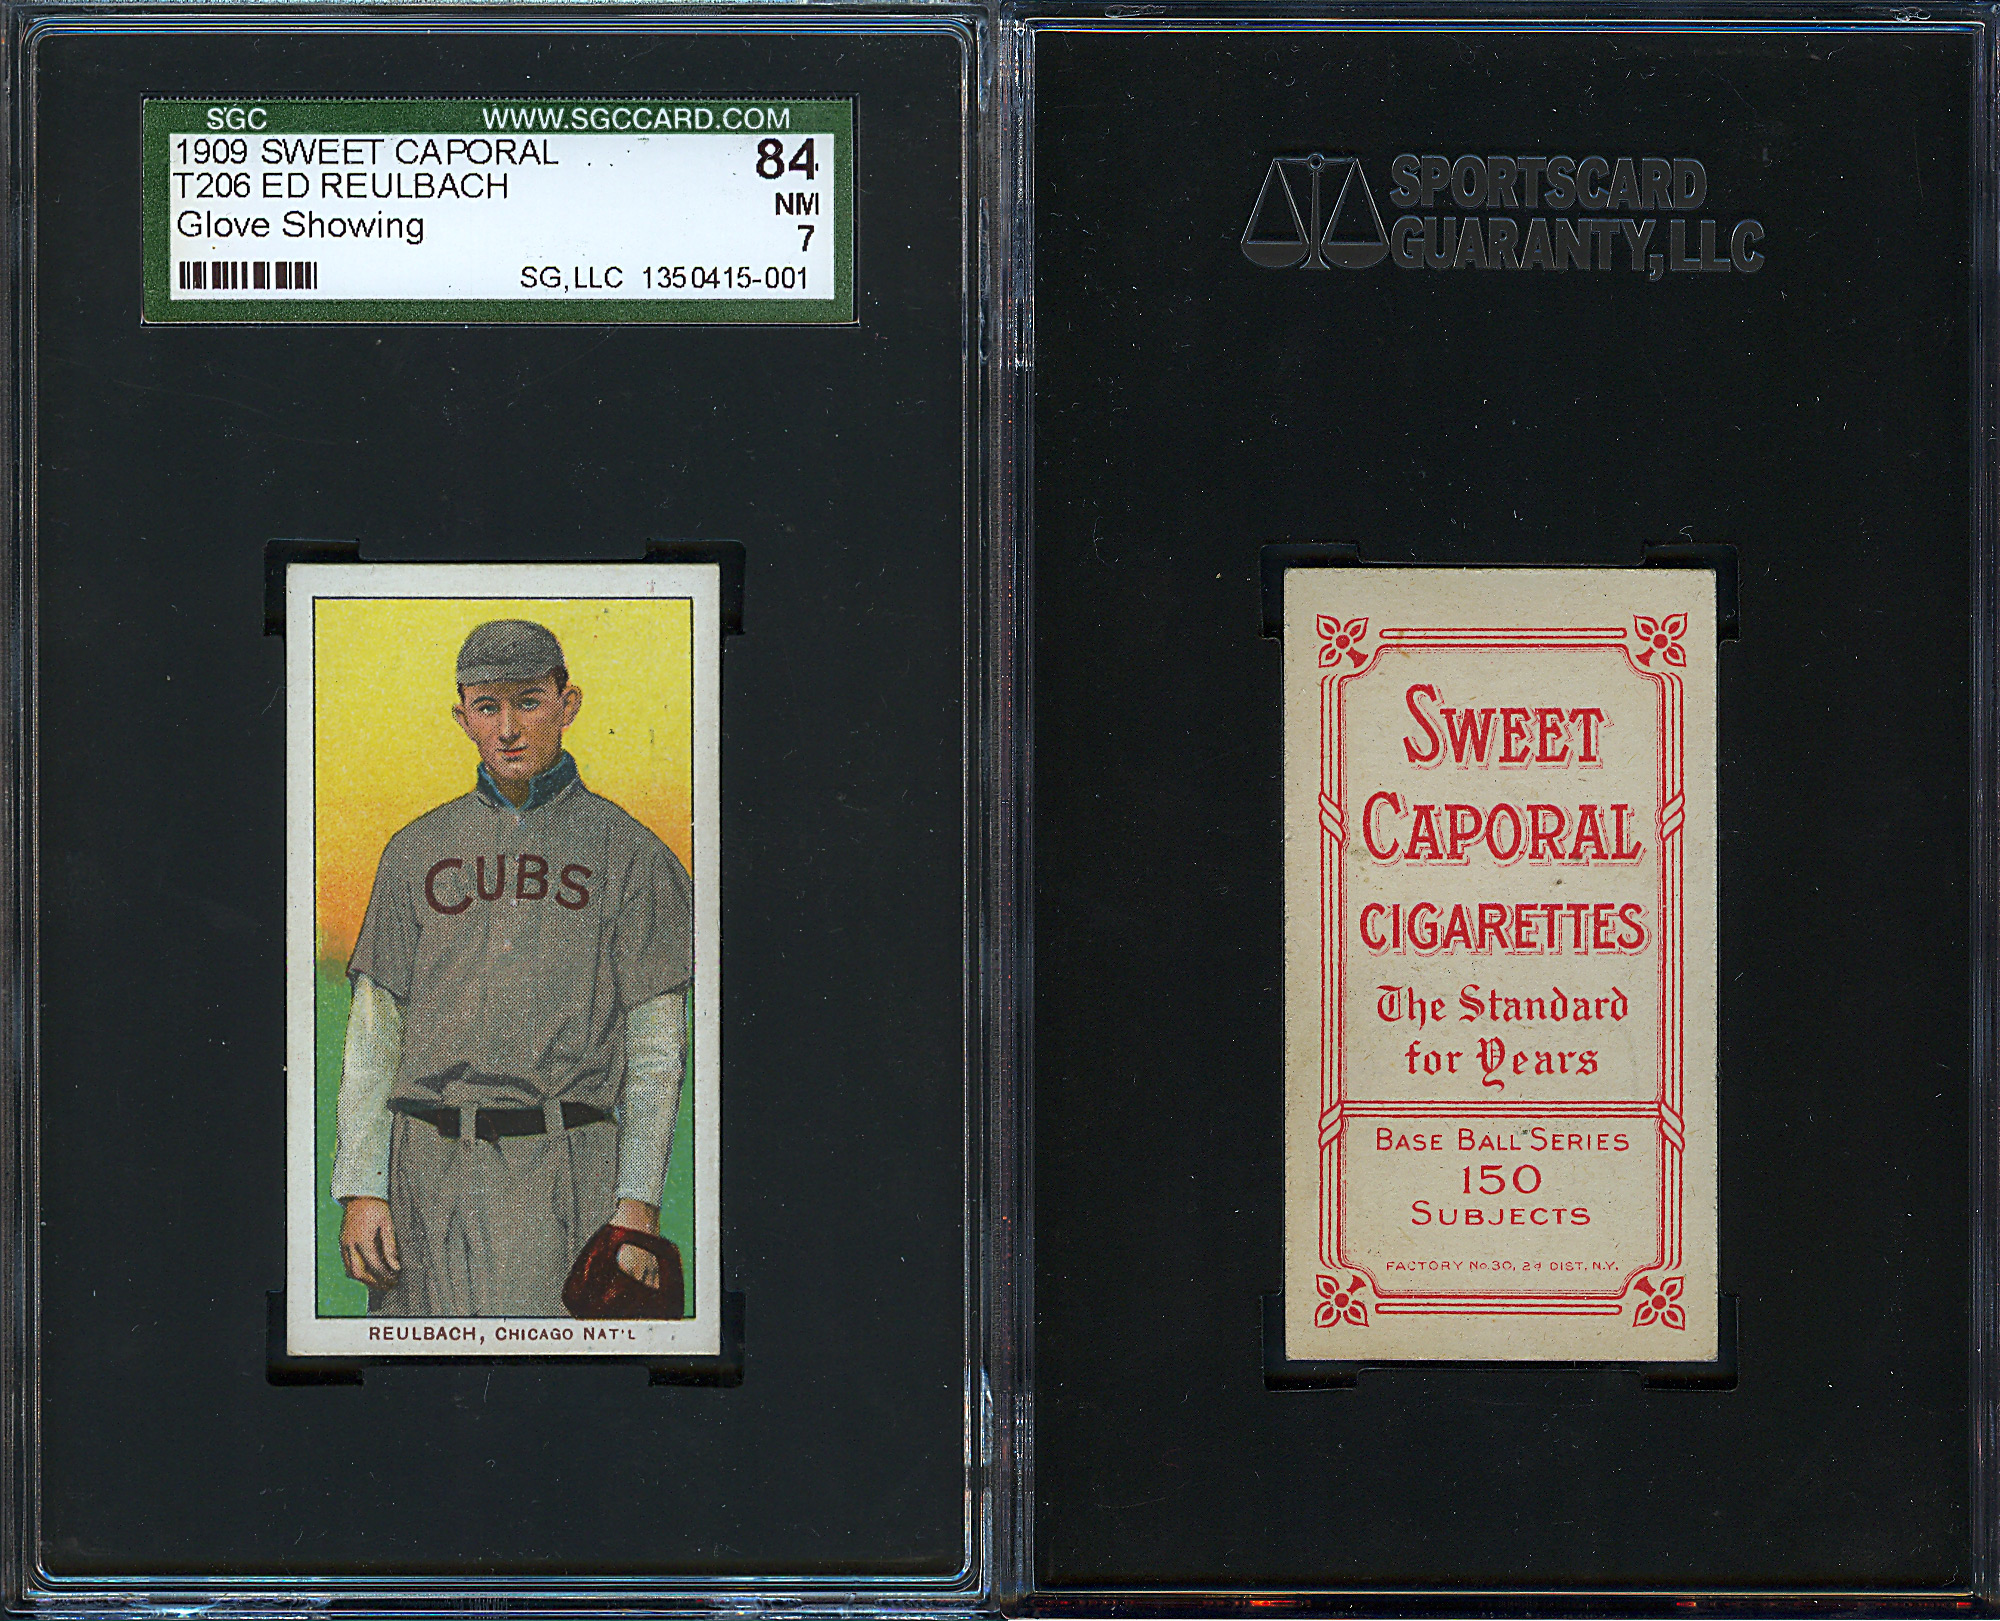 SGC WWW.SGCCARD.COM
1909 SWEET CAPORAL 84
T206 ED REULBACH NM
Glove Showing 7
SG,LLC 1350415-001
CUBS
REULBACH, CHICAGO NAT'L
SPORTSCARD
GUARANTY, LLC
SWEET
CAPORAL
CIGARETTES
The Standard
for Years
BASE BALL SERIES
150
SUBJECTS
FACTORY No. 30, 2d DIST. N.Y.